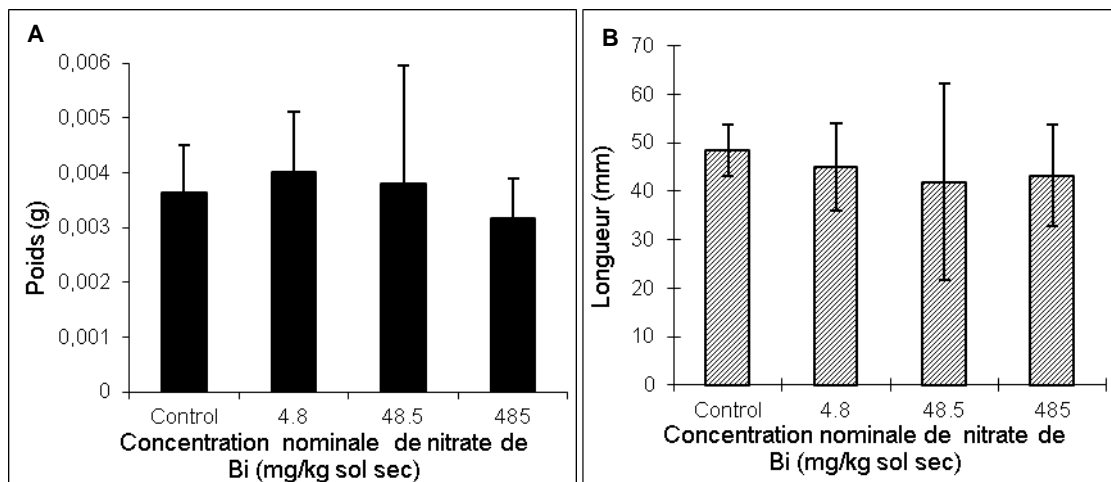 A
0,006
0,005
0,004
0,003
0,002
0,001
0
Poids (g)
Control 4.8 48.5 485
Concentration nominale de nitrate de
Bi (mg/kg sol sec)
B
70
60
50
40
30
20
10
0
Longueur (mm)
Control 4.8 48.5 485
Concentration nominale de nitrate de
Bi (mg/kg sol sec)